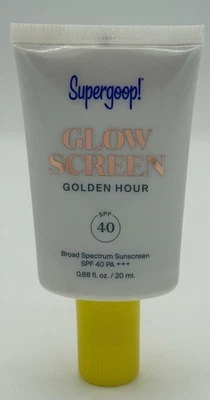 Supergoop!
GLOW
SCREEN
GOLDEN HOUR
SPF
40
Broad Spectrum Sunscreen
SPF 40 PA +++
0.68 fl. oz. / 20 ml.